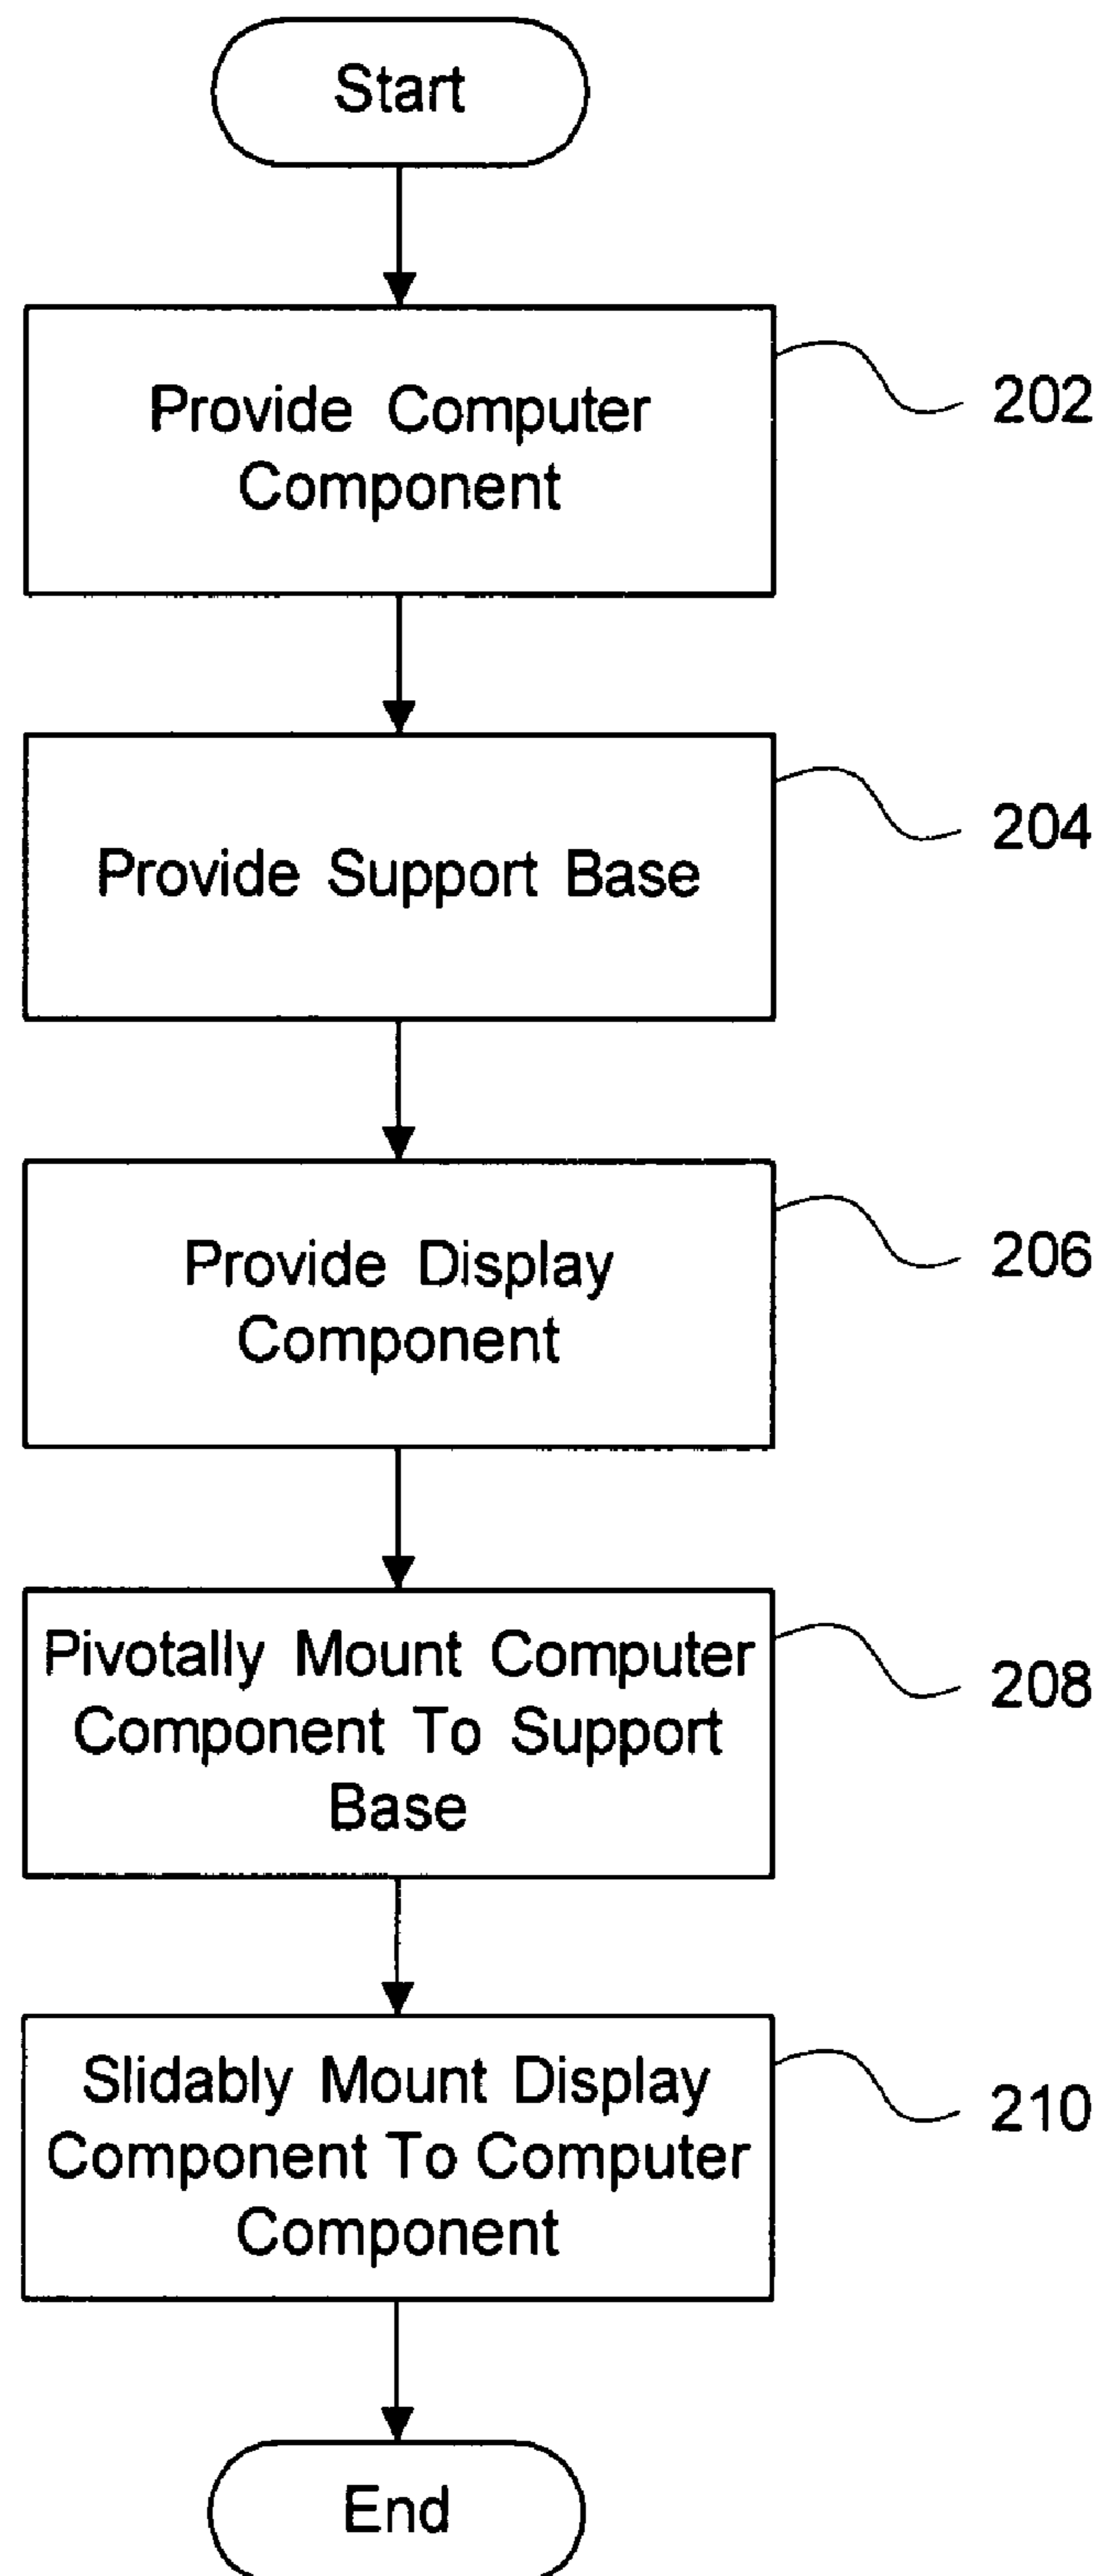 Start
Provide Computer
Component
202
Provide Support Base
204
Provide Display
Component
206
Pivotally Mount Computer
Component To Support
Base
208
Slidably Mount Display
Component To Computer
Component
210
End